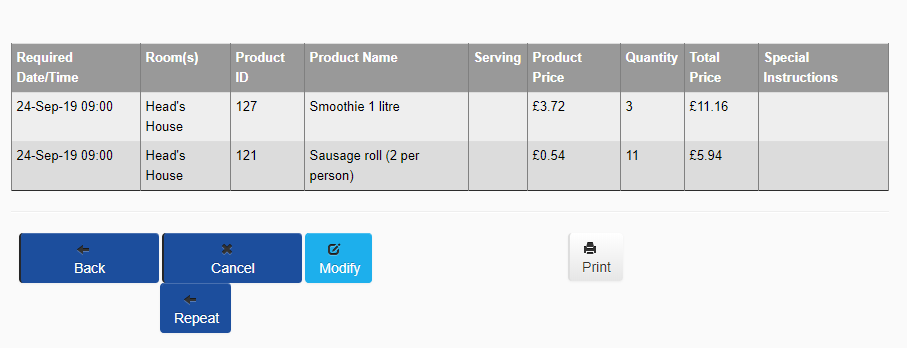 Required Date/Time Room(s) Product ID Product Name Serving Product Price Quantity Total Price Special Instructions
24-Sep-19 09:00 Head's House 127 Smoothie 1 litre £3.72 3 £11.16
24-Sep-19 09:00 Head's House 121 Sausage roll (2 per person) £0.54 11 £5.94
Back Cancel Modify Print
Repeat